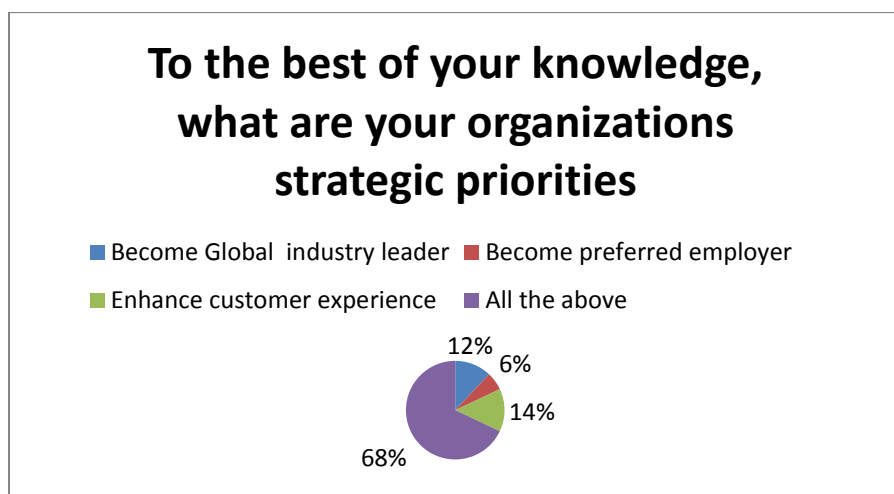 To the best of your knowledge,
what are your organizations
strategic priorities
Become Global  industry leader
Become preferred employer
Enhance customer experience
All the above
12%
6%
14%
68%